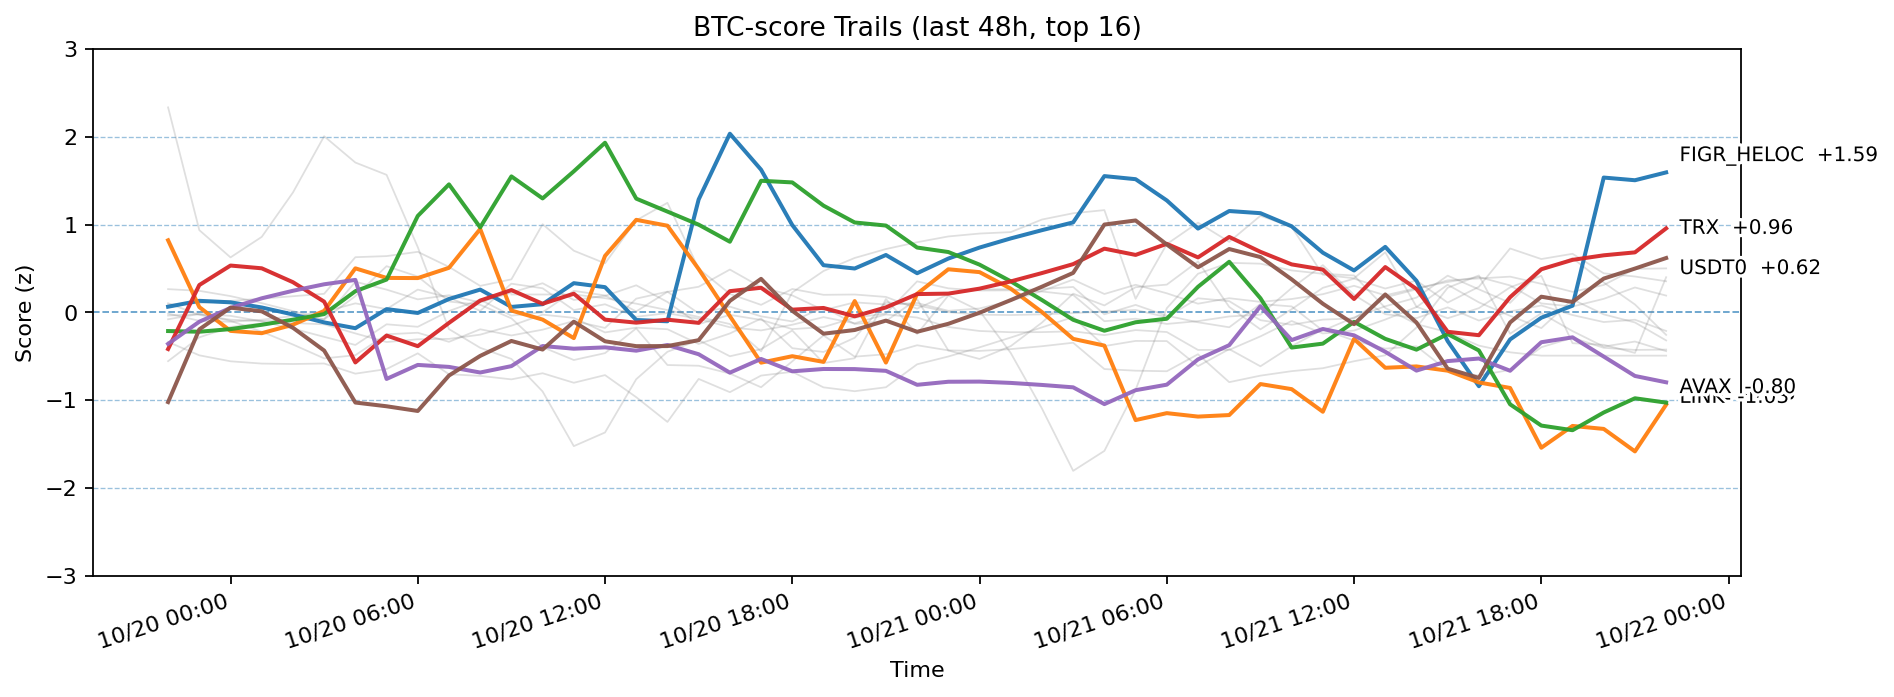 BTC-score Trails (last 48h, top 16)
3
2
1
0
−1
−2
−3
Score (z)
FIGR_HELOC +1.59
TRX +0.96
USDT0 +0.62
AVAX -0.80
10/20 00:00
10/20 06:00
10/20 12:00
10/20 18:00
10/21 00:00
10/21 06:00
10/21 12:00
10/21 18:00
10/22 00:00
Time